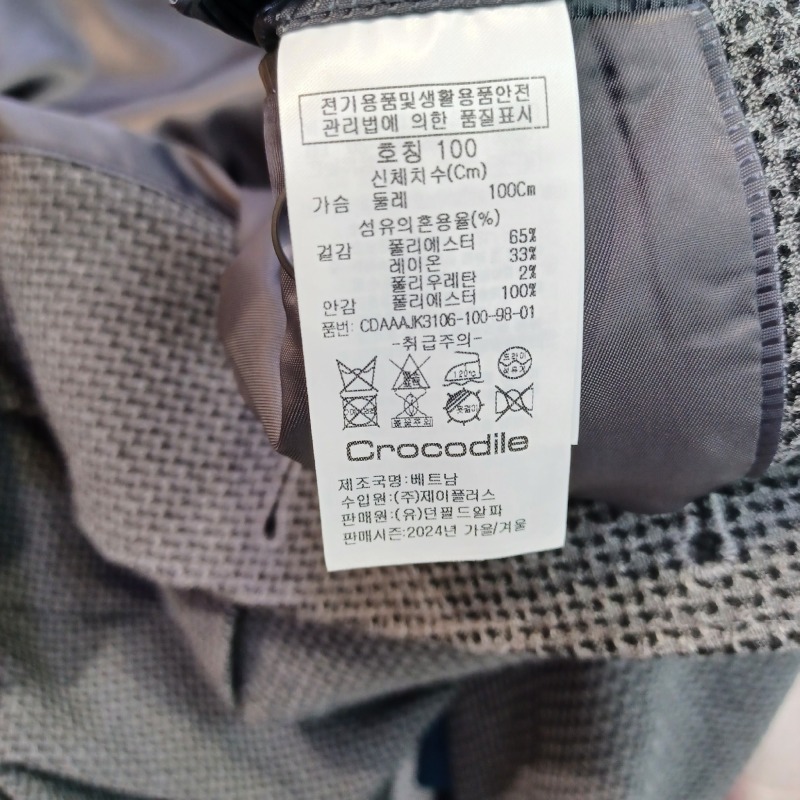 전기용품및생활용품안전
관리법에 의한 품질표시
호칭 100
신체치수(Cm)
가슴 둘레 100Cm
섬유의혼용율(%)
겉감 폴리에스터 65%
레이온 33%
폴리우레탄 2%
안감 폴리에스터 100%
품번: CDAAAJK3106-100-98-01
-취급주의-
120℃ 드라이
Crocodile
제조국명:베트남
수입원:(주)제이플러스
판매원:(유)던필드알파
판매시즌:2024년 가을/겨울